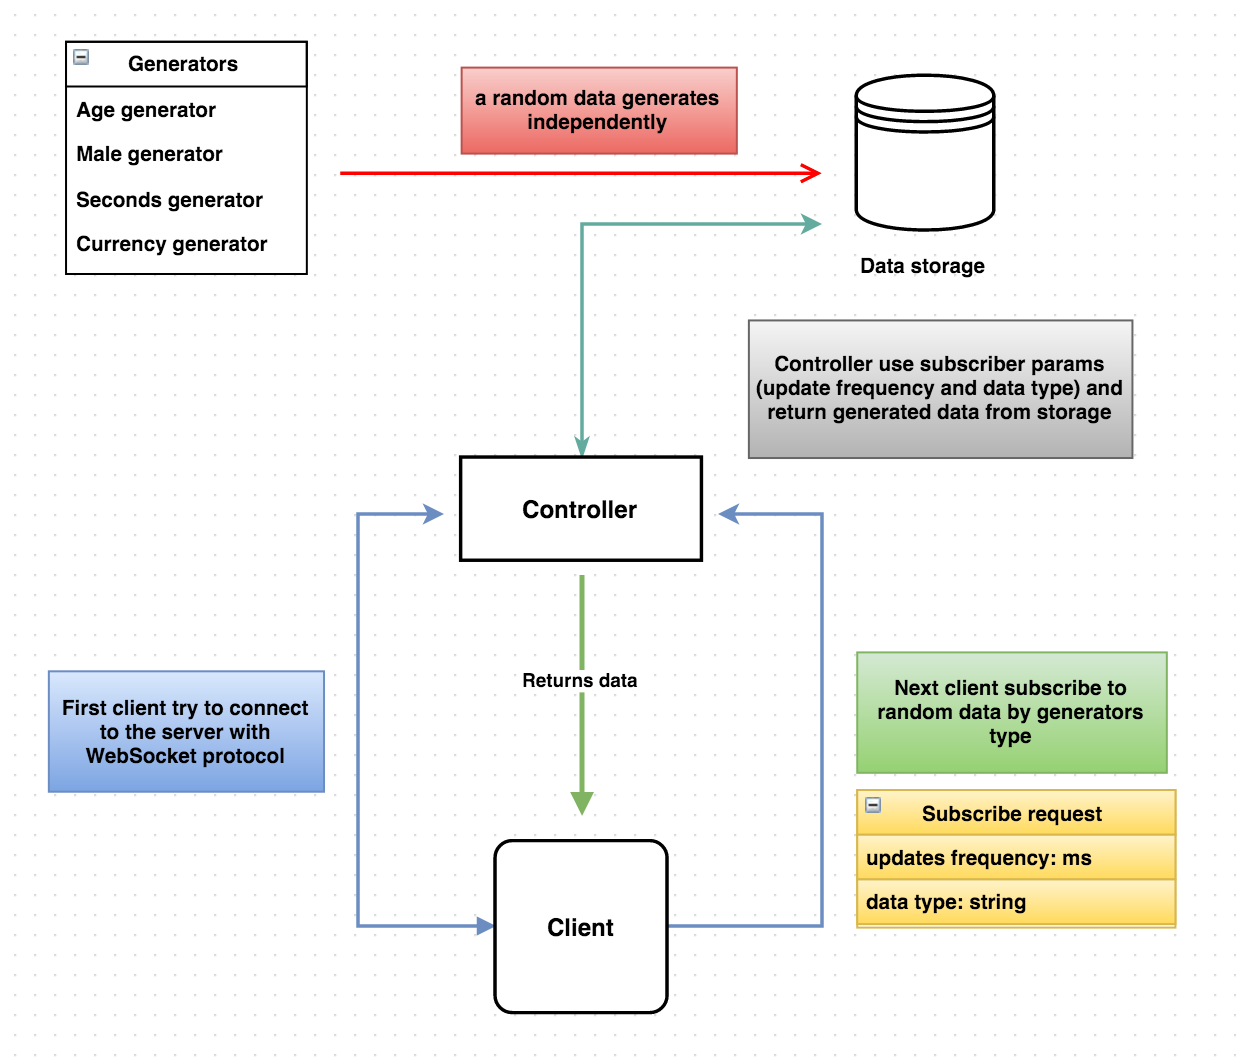 Generators
Age generator
Male generator
Seconds generator
Currency generator
a random data generates
independently
Data storage
Controller use subscriber params
(update frequency and data type) and
return generated data from storage
Controller
First client try to connect
to the server with
WebSocket protocol
Returns data
Next client subscribe to
random data by generators
type
Subscribe request
updates frequency: ms
data type: string
Client